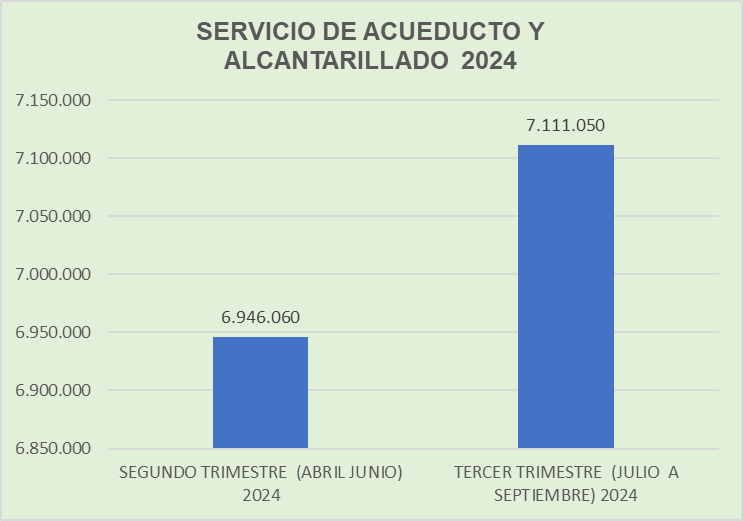 SERVICIO DE ACUEDUCTO Y
ALCANTARILLADO  2024
7.150.000
7.100.000
7.050.000
7.000.000
6.950.000
6.900.000
6.850.000
6.946.060
7.111.050
SEGUNDO TRIMESTRE  (ABRIL JUNIO)
2024
TERCER TRIMESTRE  (JULIO  A
SEPTIEMBRE) 2024